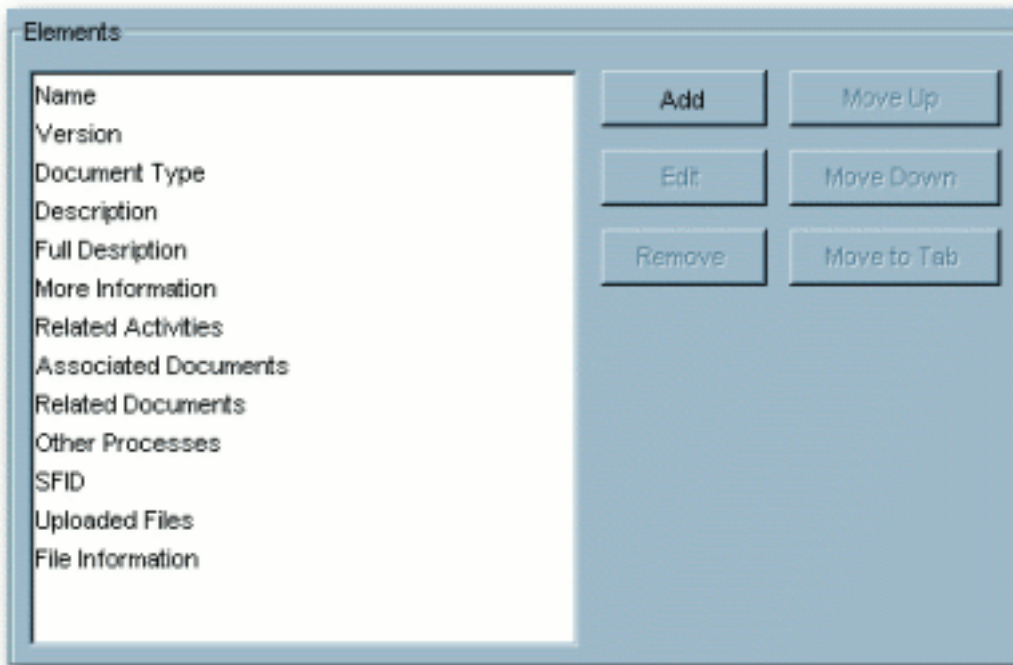 Elements
Name
Version
Document Type
Description
Full Desription
More Information
Related Activities
Associated Documents
Related Documents
Other Processes
SFID
Uploaded Files
File Information
Add
Move Up
Edit
Move Down
Remove
Move to Tab